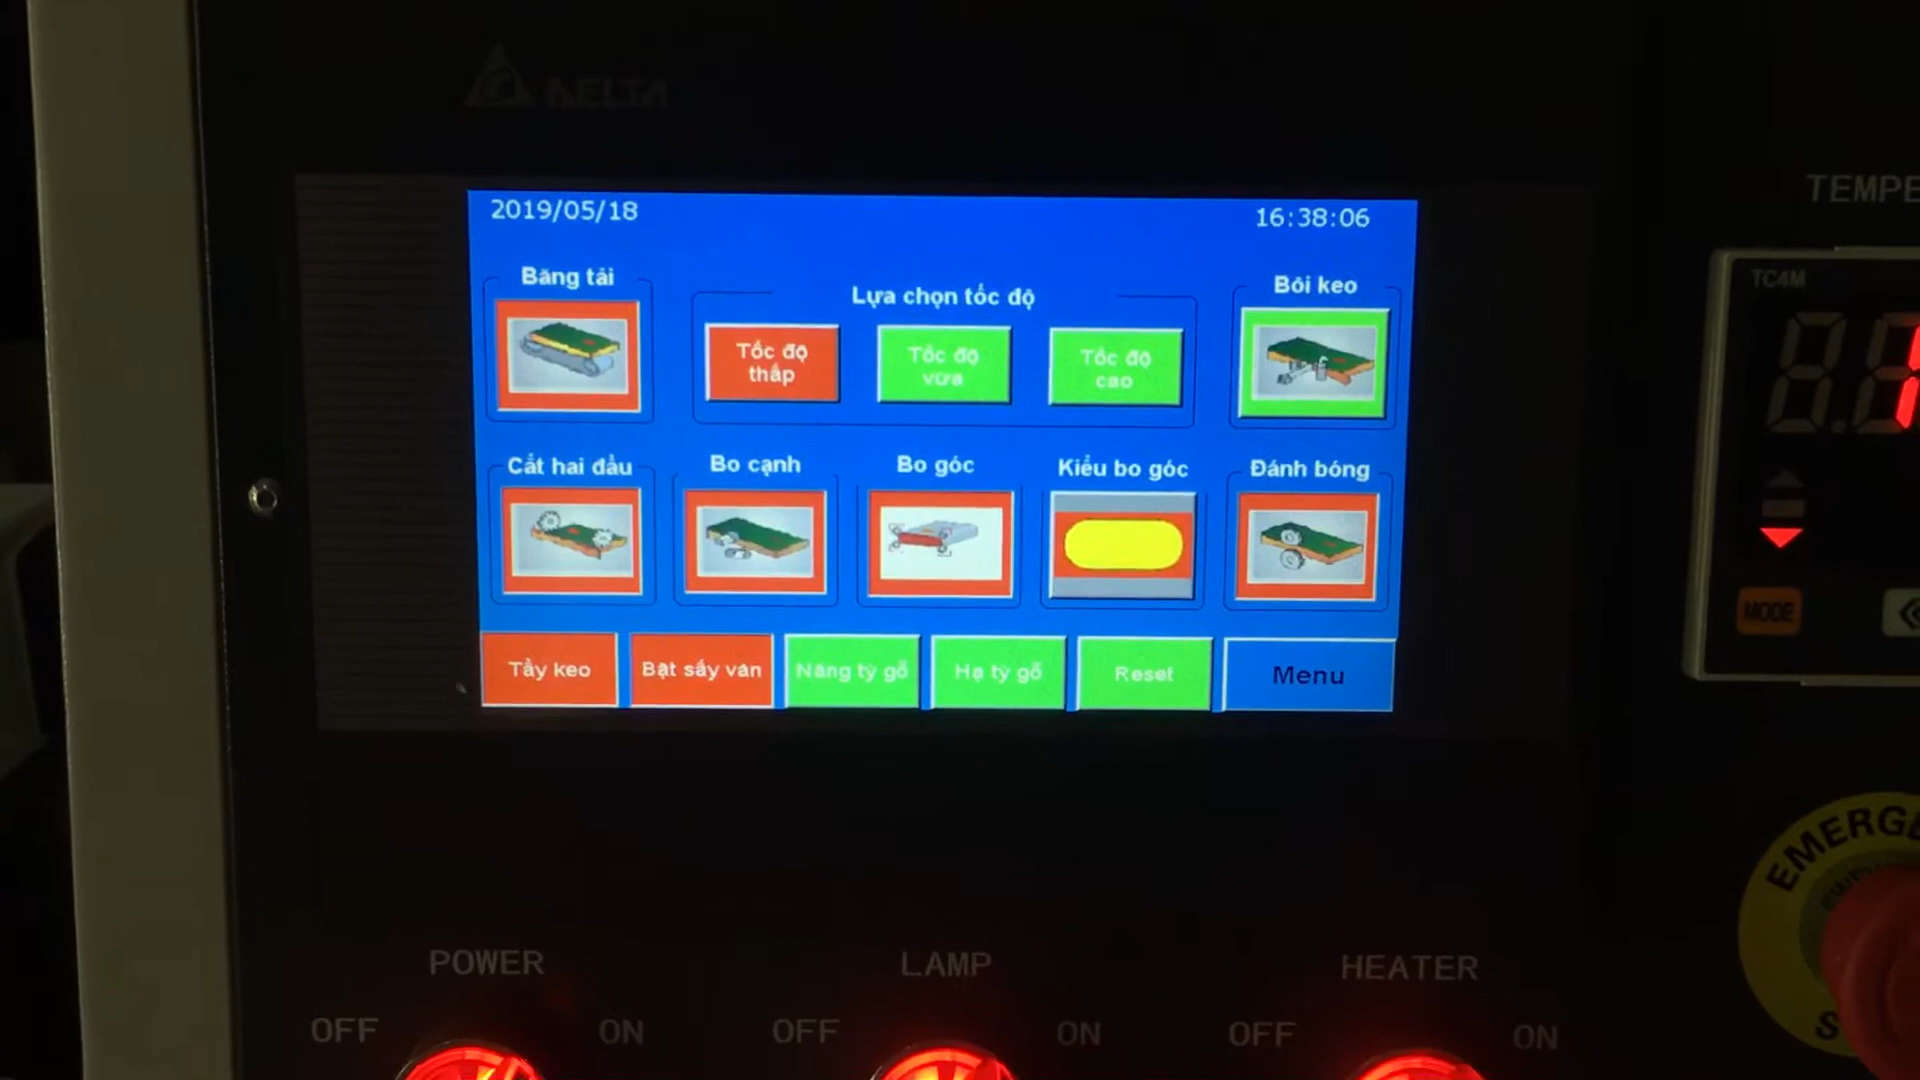 DELTA
2019/05/18
16:38:06
TEMPE
TC4M
Băng tải
Lựa chọn tốc độ
Bôi keo
Tốc độ
thấp
Tốc độ
vừa
Tốc độ
cao
Cắt hai đầu
Bo cạnh
Bo góc
Kiểu bo góc
Đánh bóng
MODE
Tẩy keo
Bật sấy ván
Nâng tỳ gỗ
Hạ tỳ gỗ
Reset
Menu
EMERGE
S
POWER
LAMP
HEATER
OFF
ON
OFF
ON
OFF
ON